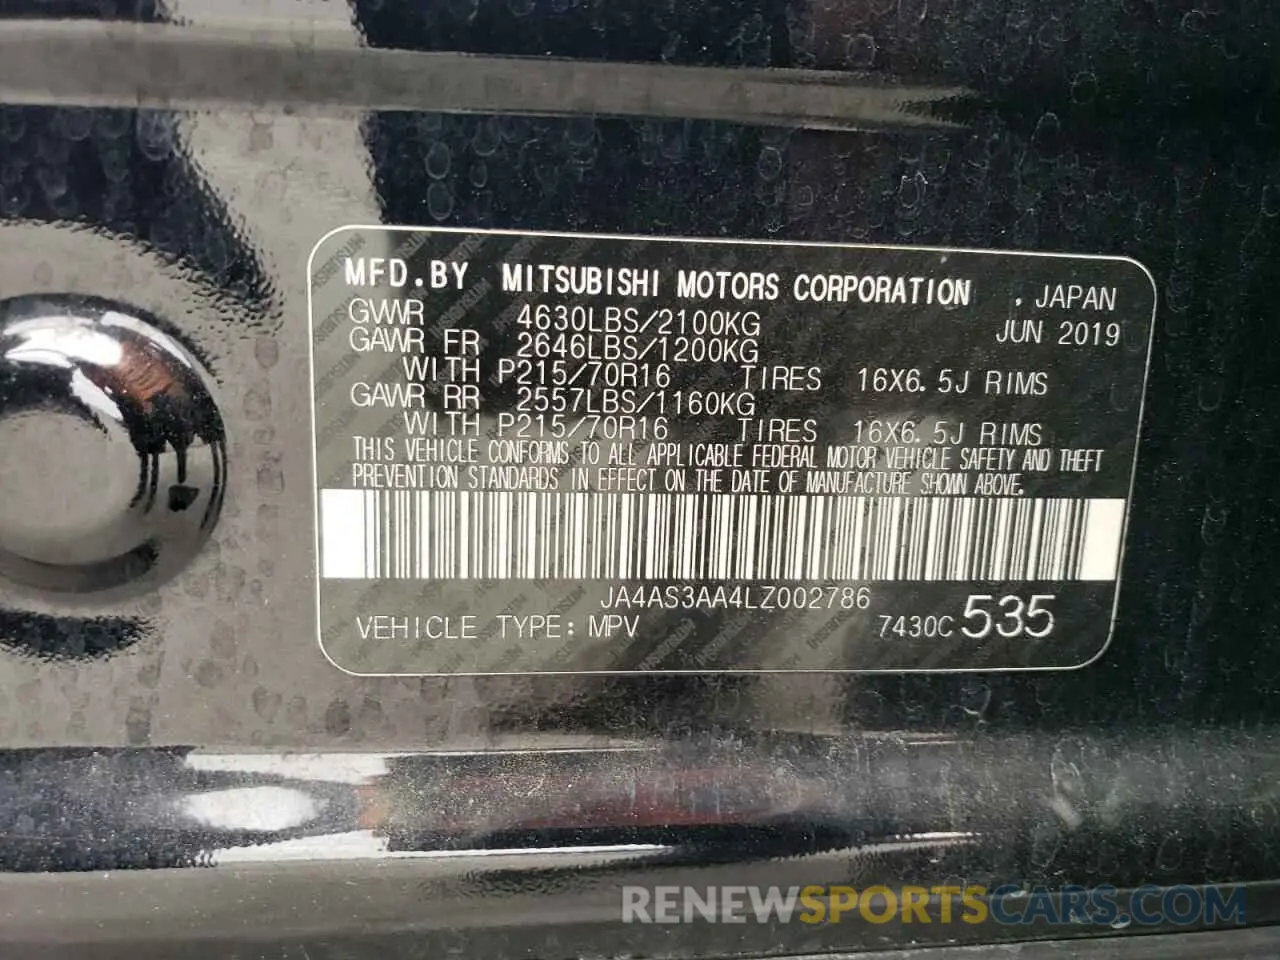 MFD.BY MITSUBISHI MOTORS CORPORATION , JAPAN
GVWR 4630LBS/2100KG JUN 2019
GAWR FR 2646LBS/1200KG
WITH P215/70R16 TIRES 16X6.5J RIMS
GAWR RR 2557LBS/1160KG
WITH P215/70R16 TIRES 16X6.5J RIMS
THIS VEHICLE CONFORMS TO ALL APPLICABLE FEDERAL MOTOR VEHICLE SAFETY AND THEFT
PREVENTION STANDARDS IN EFFECT ON THE DATE OF MANUFACTURE SHOWN ABOVE.
JA4AS3AA4LZ002786
VEHICLE TYPE: MPV 7430C 535
RENEWSPORTSCARS.COM